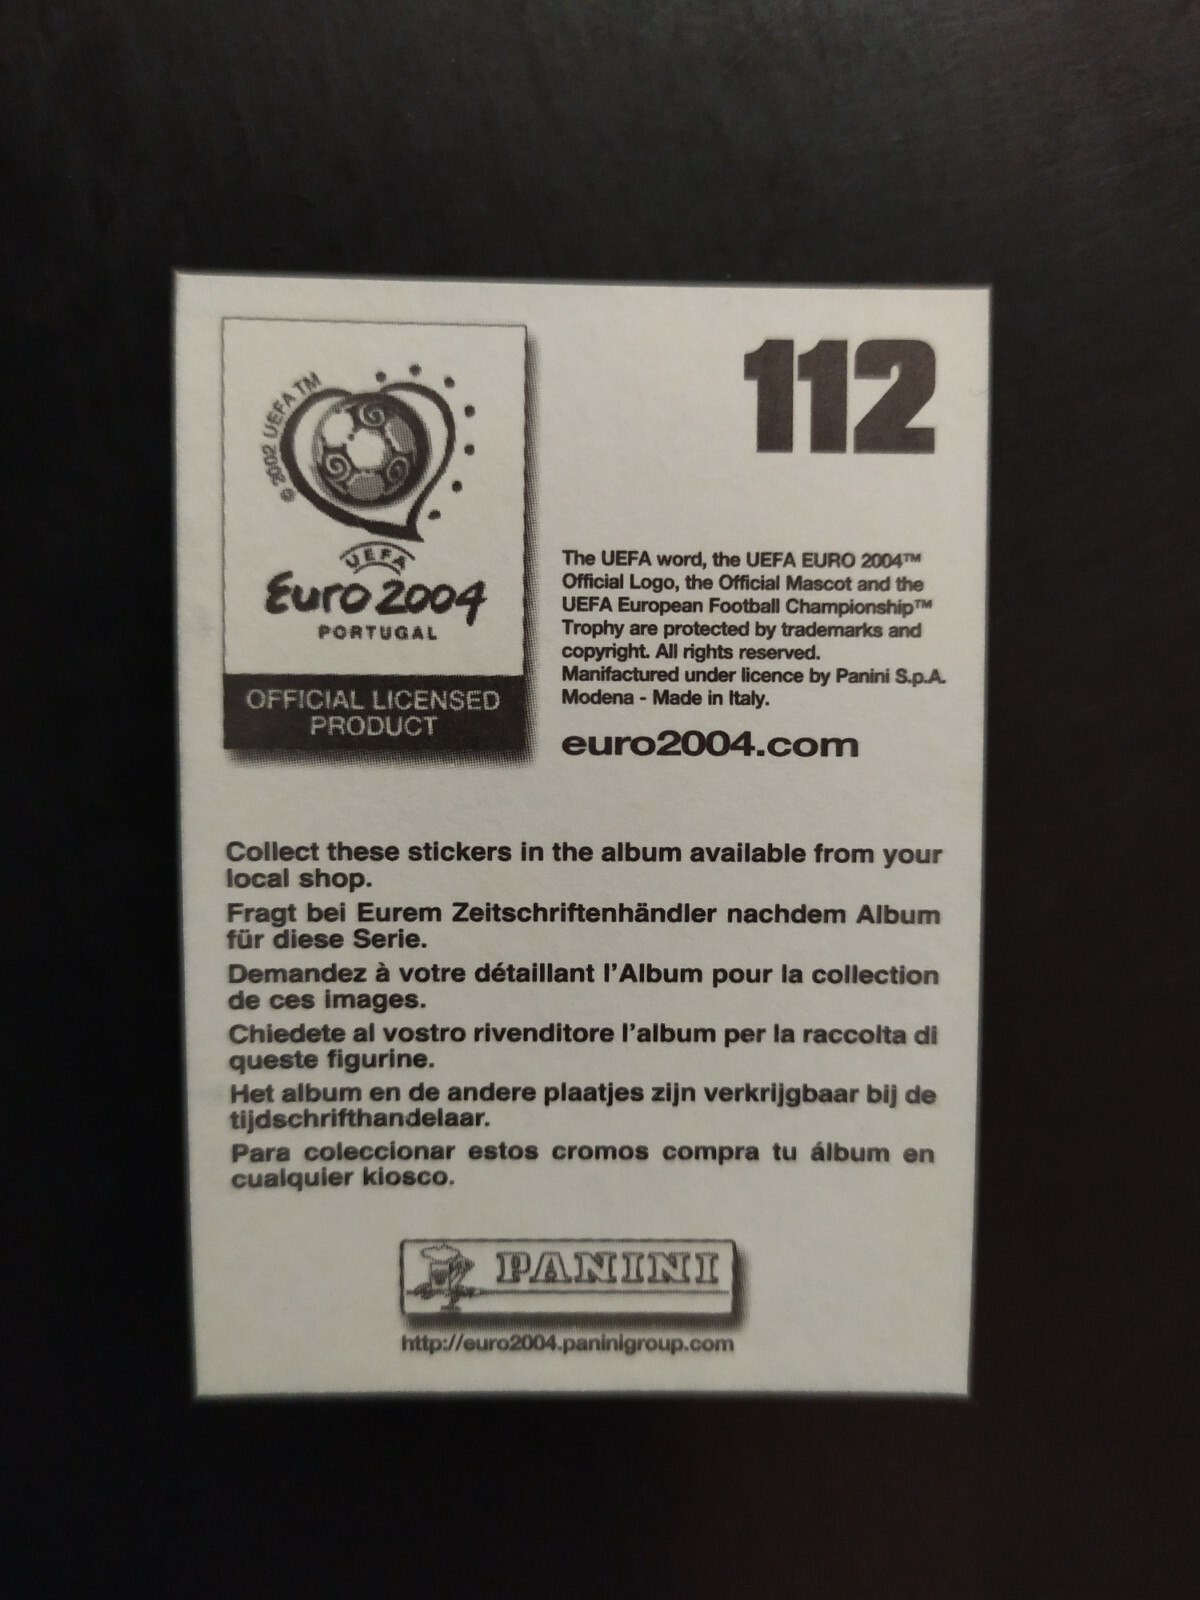 112
© 2002 UEFA TM
UEFA
Euro 2004
PORTUGAL
OFFICIAL LICENSED
PRODUCT
The UEFA word, the UEFA EURO 2004™
Official Logo, the Official Mascot and the
UEFA European Football Championship™
Trophy are protected by trademarks and
copyright. All rights reserved.
Manifactured under licence by Panini S.p.A.
Modena - Made in Italy.
euro2004.com
Collect these stickers in the album available from your
local shop.
Fragt bei Eurem Zeitschriftenhändler nachdem Album
für diese Serie.
Demandez à votre détaillant l'Album pour la collection
de ces images.
Chiedete al vostro rivenditore l'album per la raccolta di
queste figurine.
Het album en de andere plaatjes zijn verkrijgbaar bij de
tijdschrifthandelaar.
Para coleccionar estos cromos compra tu álbum en
cualquier kiosco.
PANINI
http://euro2004.paninigroup.com